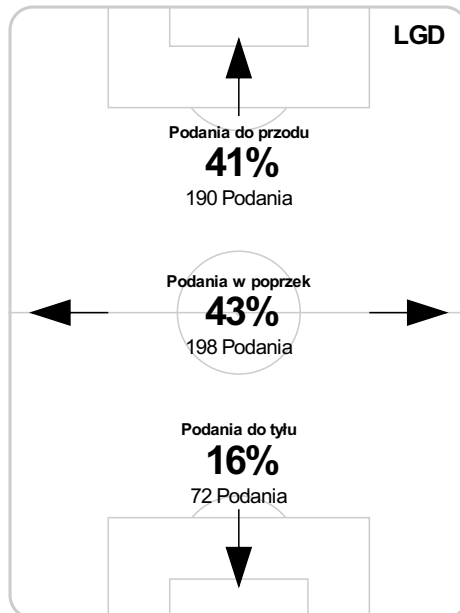 LGD
Podania do przodu
41%
190 Podania
Podania w poprzek
43%
198 Podania
Podania do tyłu
16%
72 Podania